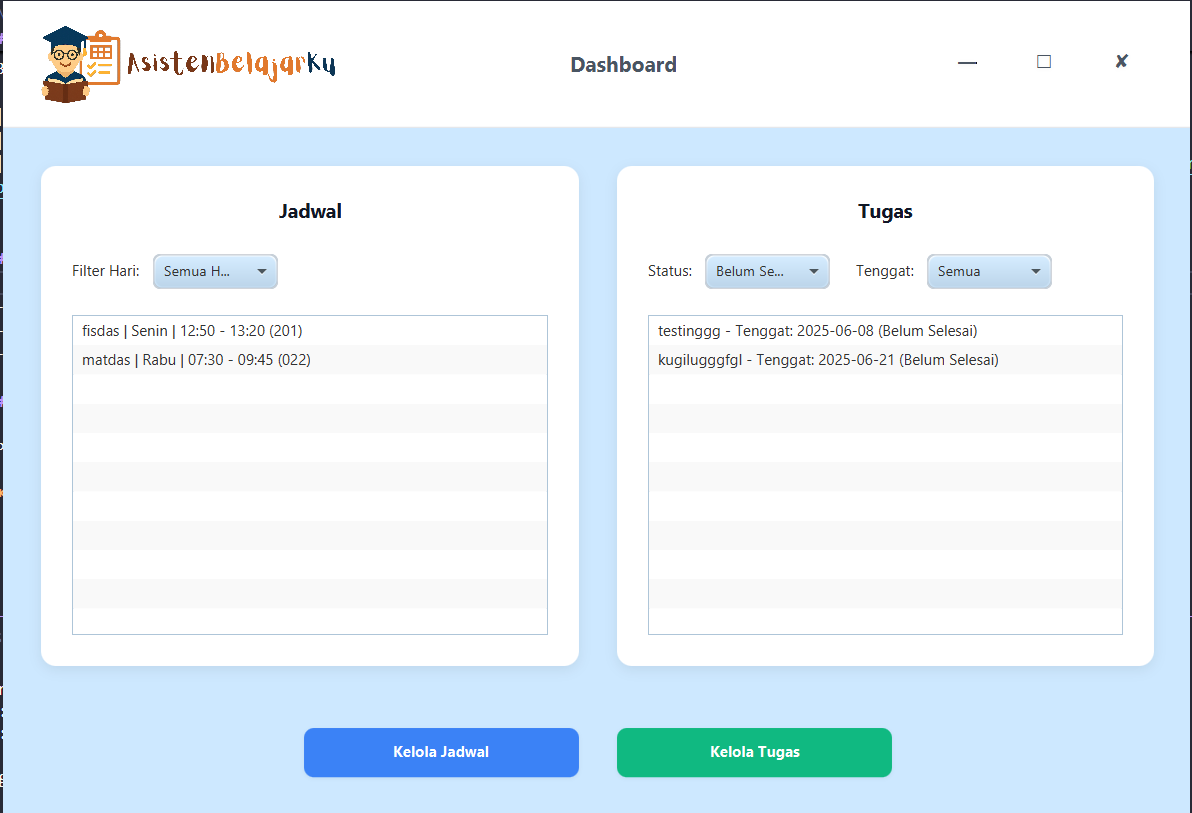 AsistenBelajarKu
Dashboard
Jadwal
Filter Hari: Semua H...
fisdas | Senin | 12:50 - 13:20 (201)
matdas | Rabu | 07:30 - 09:45 (022)
Tugas
Status: Belum Se... Tenggat: Semua
testinggg - Tenggat: 2025-06-08 (Belum Selesai)
kugilugggfgl - Tenggat: 2025-06-21 (Belum Selesai)
Kelola Jadwal
Kelola Tugas